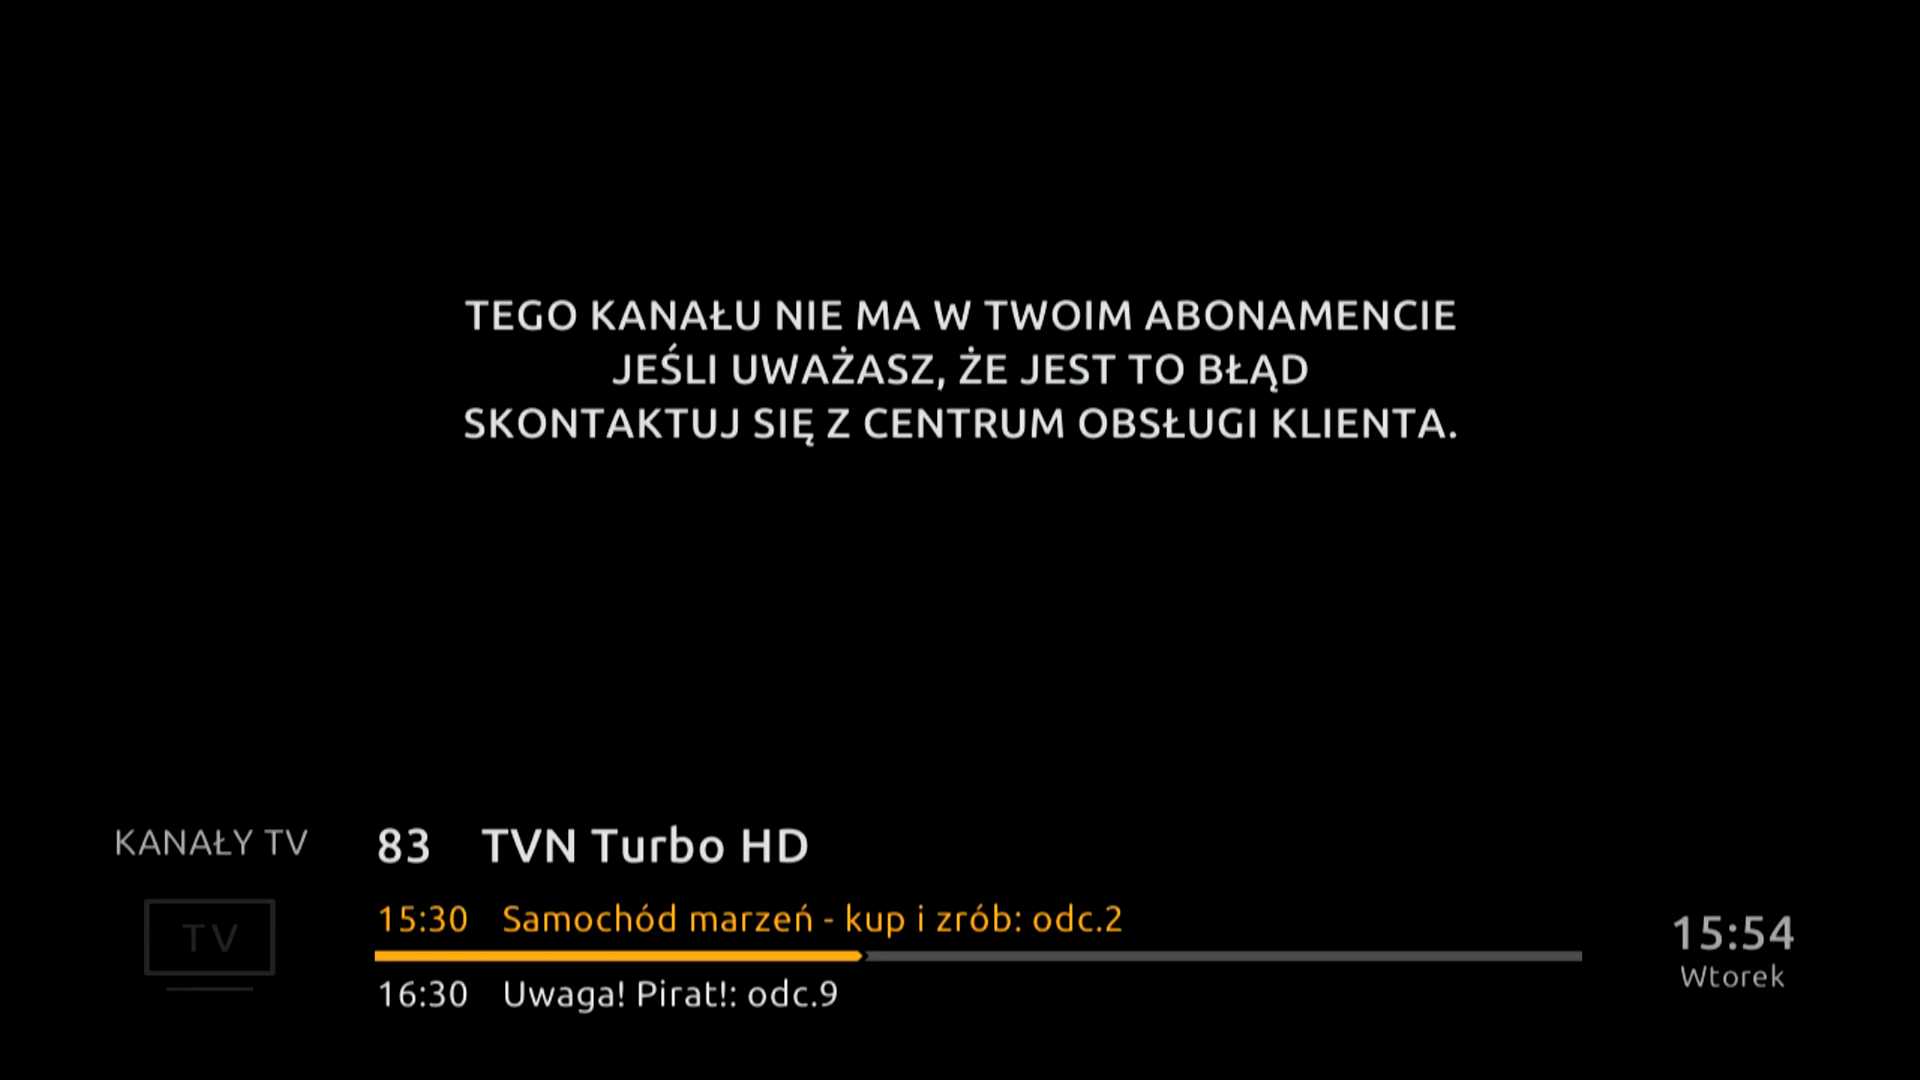 TEGO KANAŁU NIE MA W TWOIM ABONAMENCIE
JEŚLI UWAŻASZ, ŻE JEST TO BŁĄD
SKONTAKTUJ SIĘ Z CENTRUM OBSŁUGI KLIENTA.
KANAŁY TV 83 TVN Turbo HD
TV
15:30 Samochód marzeń - kup i zrób: odc.2
16:30 Uwaga! Pirat!: odc.9
15:54
Wtorek